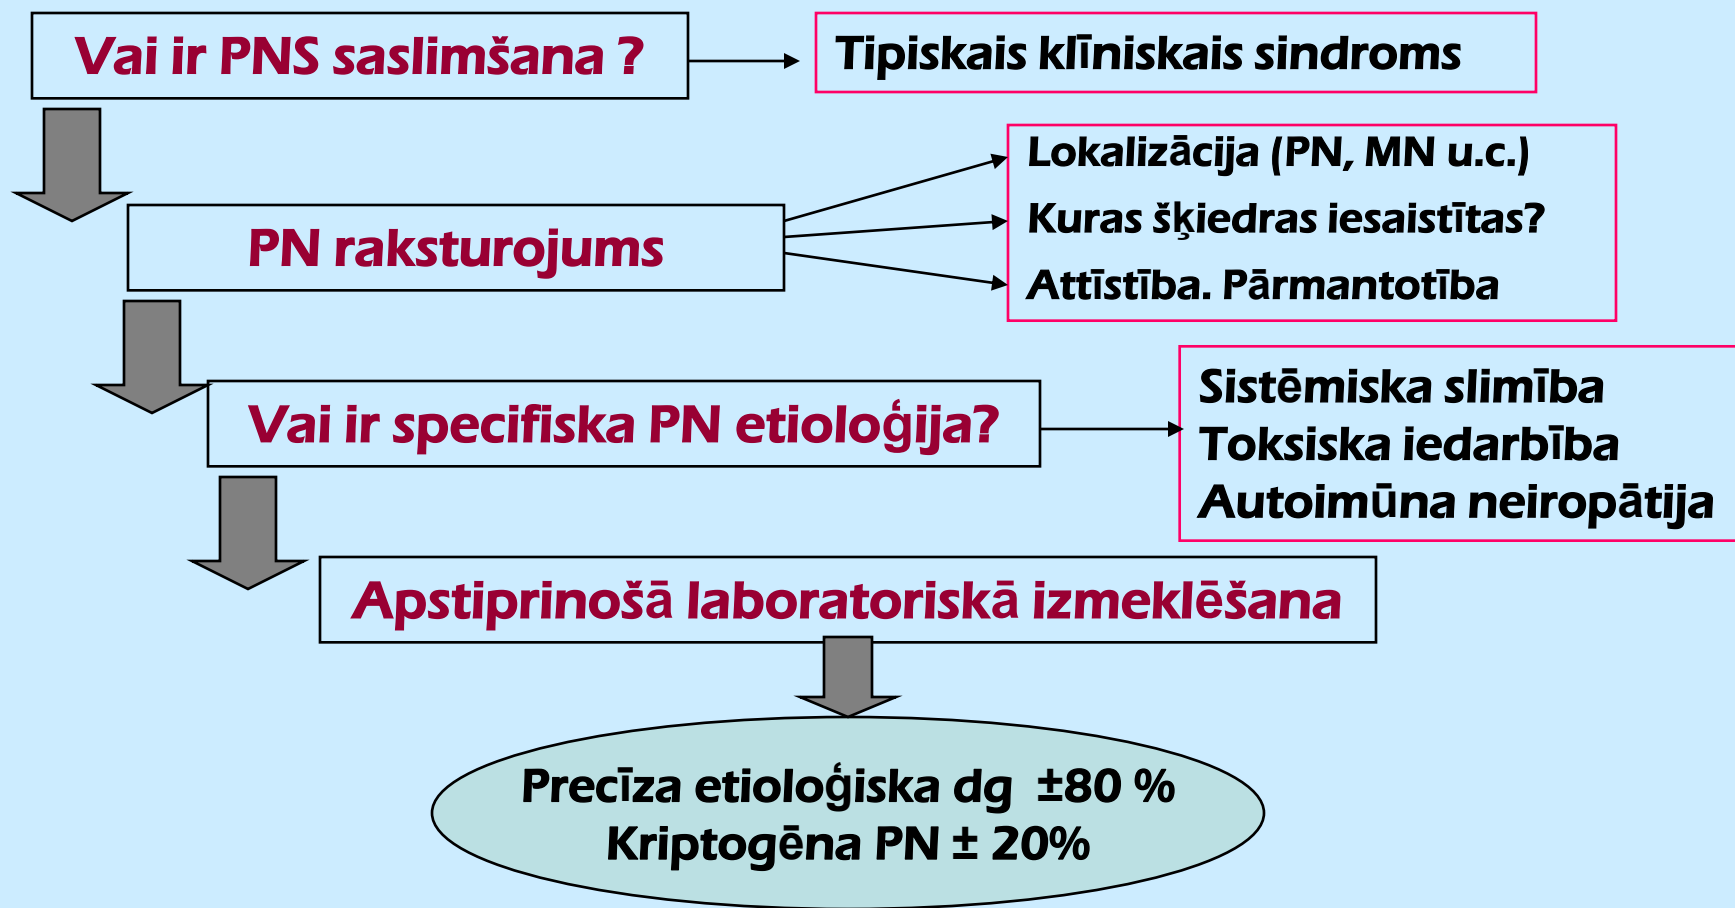 Vai ir PNS saslimšana ?
Tipiskais klīniskais sindroms
PN raksturojums
Lokalizācija (PN, MN u.c.)
Kuras šķiedras iesaistītas?
Attīstība. Pārmantotība
Vai ir specifiska PN etioloģija?
Sistēmiska slimība
Toksiska iedarbība
Autoimūna neiropātija
Apstiprinošā laboratoriskā izmeklēšana
Precīza etioloģiska dg ±80 %
Kriptogēna PN ± 20%